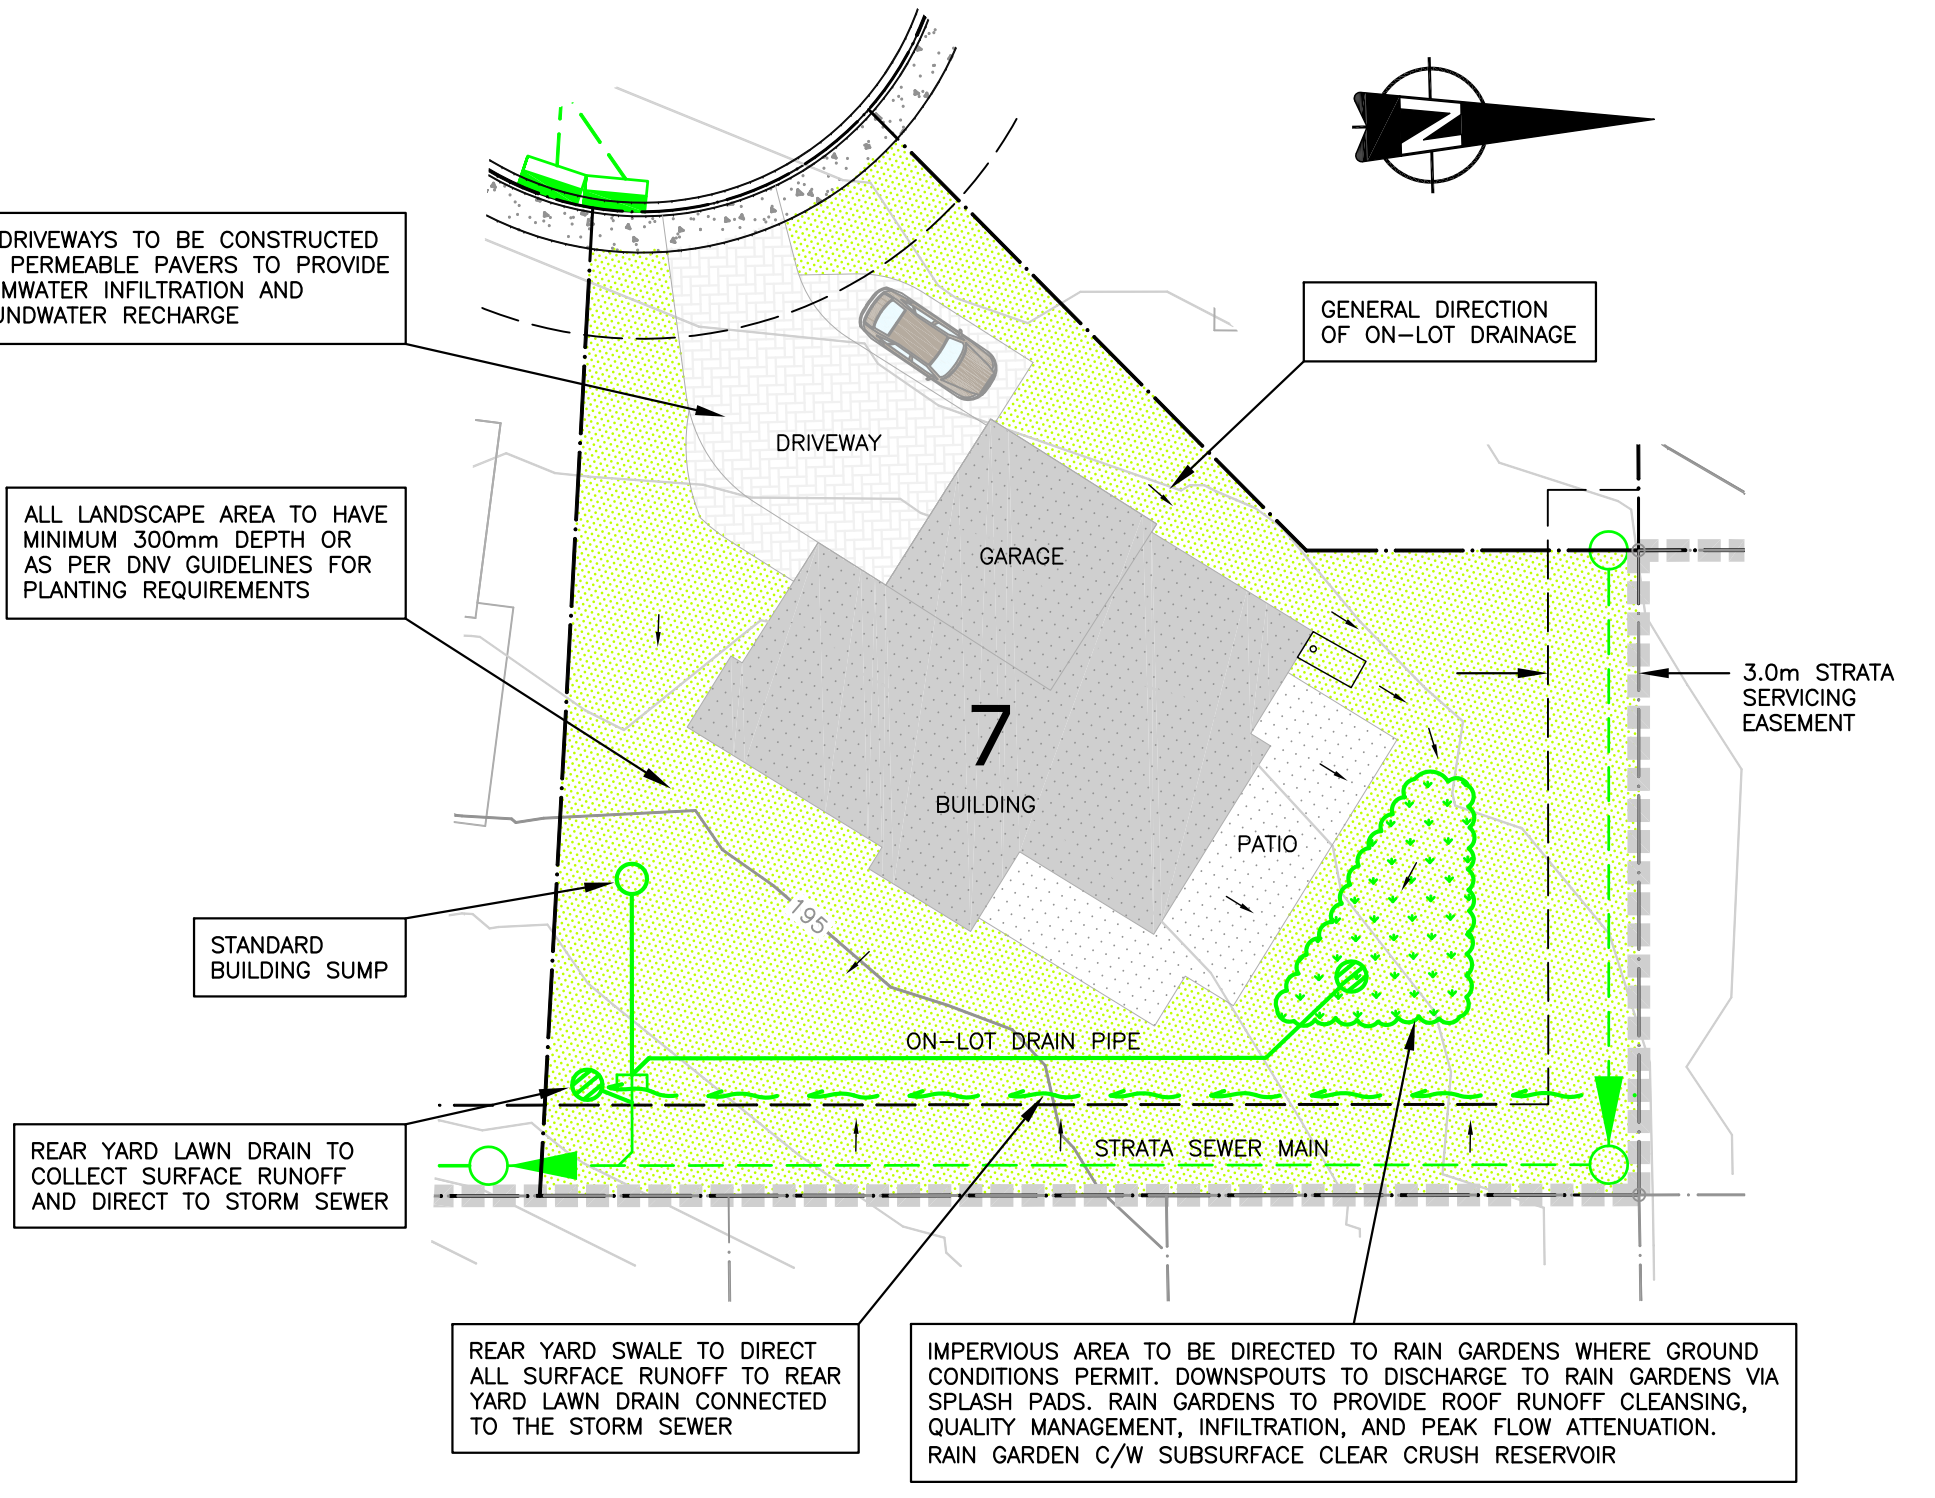 N
DRIVEWAYS TO BE CONSTRUCTED
PERMEABLE PAVERS TO PROVIDE
MWATER INFILTRATION AND
UNDWATER RECHARGE
GENERAL DIRECTION
OF ON-LOT DRAINAGE
DRIVEWAY
ALL LANDSCAPE AREA TO HAVE
MINIMUM 300mm DEPTH OR
AS PER DNV GUIDELINES FOR
PLANTING REQUIREMENTS
GARAGE
3.0m STRATA
SERVICING
EASEMENT
7
BUILDING
PATIO
195
STANDARD
BUILDING SUMP
ON-LOT DRAIN PIPE
STRATA SEWER MAIN
REAR YARD LAWN DRAIN TO
COLLECT SURFACE RUNOFF
AND DIRECT TO STORM SEWER
REAR YARD SWALE TO DIRECT
ALL SURFACE RUNOFF TO REAR
YARD LAWN DRAIN CONNECTED
TO THE STORM SEWER
IMPERVIOUS AREA TO BE DIRECTED TO RAIN GARDENS WHERE GROUND
CONDITIONS PERMIT. DOWNSPOUTS TO DISCHARGE TO RAIN GARDENS VIA
SPLASH PADS. RAIN GARDENS TO PROVIDE ROOF RUNOFF CLEANSING,
QUALITY MANAGEMENT, INFILTRATION, AND PEAK FLOW ATTENUATION.
RAIN GARDEN C/W SUBSURFACE CLEAR CRUSH RESERVOIR